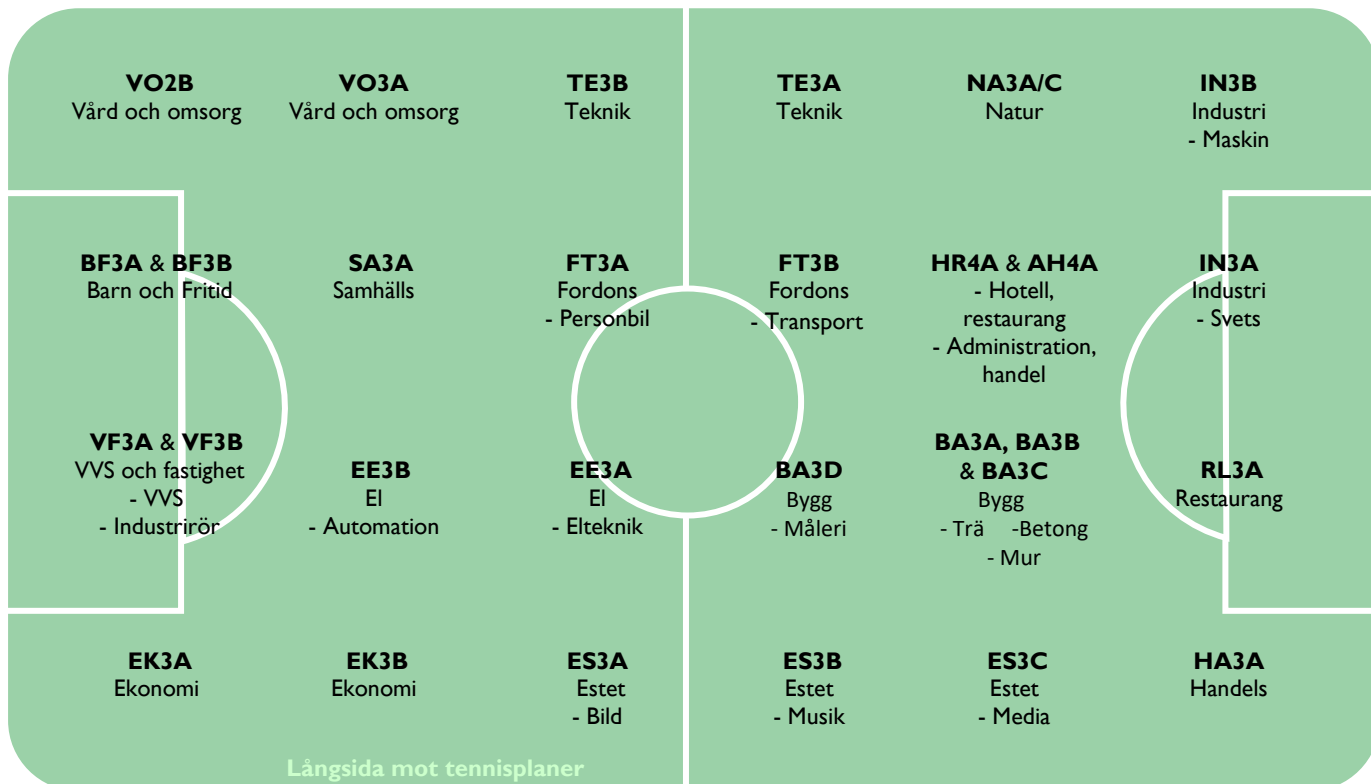 VO2B
Vård och omsorg
VO3A
Vård och omsorg
TE3B
Teknik
TE3A
Teknik
NA3A/C
Natur
IN3B
Industri
- Maskin
BF3A & BF3B
Barn och Fritid
SA3A
Samhälls
FT3A
Fordons
- Personbil
FT3B
Fordons
- Transport
HR4A & AH4A
- Hotell,
restaurang
- Administration,
handel
IN3A
Industri
- Svets
VF3A & VF3B
VVS och fastighet
- VVS
- Industrirör
EE3B
El
- Automation
EE3A
El
- Elteknik
BA3D
Bygg
- Måleri
BA3A, BA3B
& BA3C
Bygg
- Trä -Betong
- Mur
RL3A
Restaurang
EK3A
Ekonomi
EK3B
Ekonomi
ES3A
Estet
- Bild
ES3B
Estet
- Musik
ES3C
Estet
- Media
HA3A
Handels
Långsida mot tennisplaner